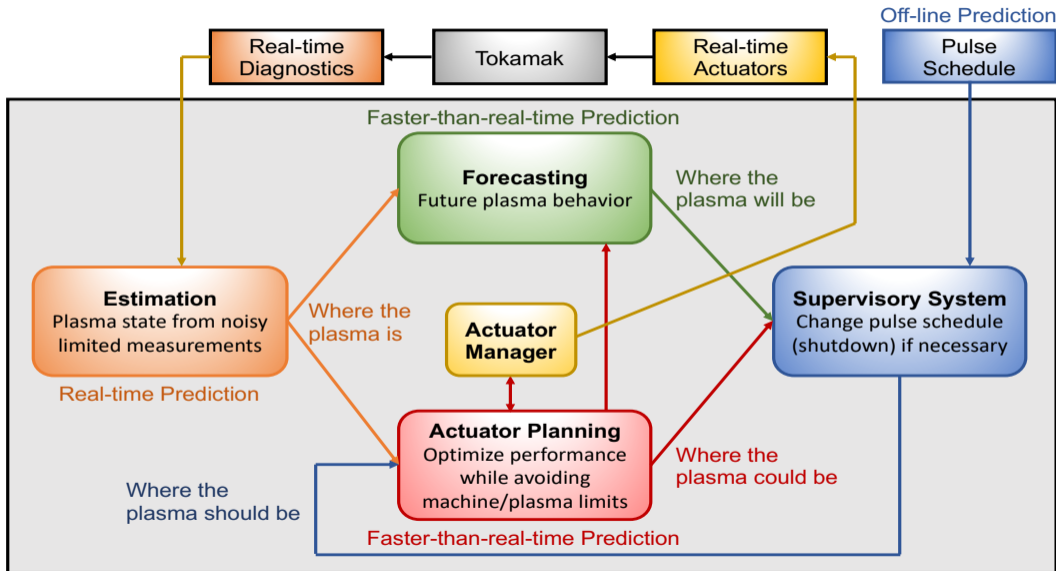 Off-line Prediction
Real-time
Diagnostics
Tokamak
Real-time
Actuators
Pulse
Schedule
Faster-than-real-time Prediction
Forecasting
Future plasma behavior
Where the
plasma will be
Estimation
Plasma state from noisy
limited measurements
Real-time Prediction
Where the
plasma is
Actuator
Manager
Supervisory System
Change pulse schedule
(shutdown) if necessary
Actuator Planning
Optimize performance
while avoiding
machine/plasma limits
Faster-than-real-time Prediction
Where the
plasma could be
Where the
plasma should be